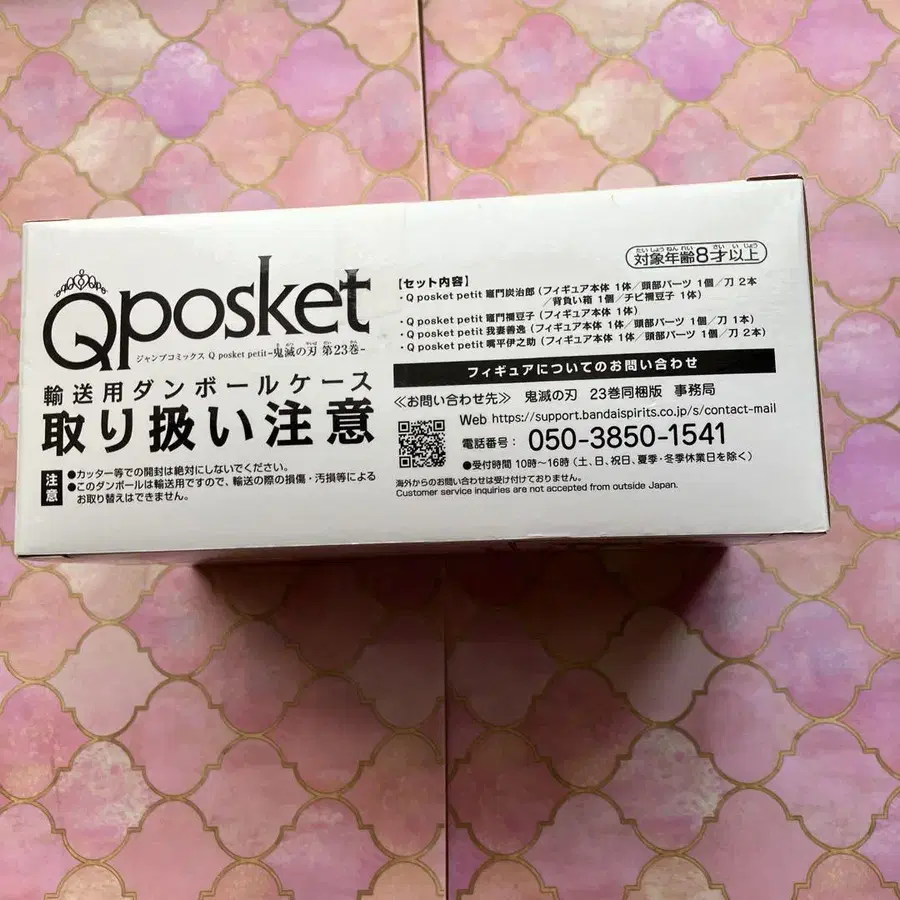 Qposket
ジャンプコミックス Q posket petit-鬼滅の刃 第23巻-
輸送用ダンボールケース
取り扱い注意
注意
●カッター等での開封は絶対にしないでください。
●このダンボールは輸送用ですので、輸送の際の損傷・汚損等による
お取り替えはできません。
たいしょうねんれい さいいじょう
対象年齢8才以上
【セット内容】
・Q posket petit 竈門炭治郎（フィギュア本体 1体／頭部パーツ 1個／刀 2本
／背負い箱 1個／チビ禰豆子 1体）
・Q posket petit 竈門禰豆子（フィギュア本体 1体）
・Q posket petit 我妻善逸（フィギュア本体 1体／頭部パーツ 1個／刀 1本）
・Q posket petit 嘴平伊之助（フィギュア本体 1体／頭部パーツ 1個／刀 2本）
フィギュアについてのお問い合わせ
≪お問い合わせ先≫ 鬼滅の刃 23巻同梱版 事務局
Web https://support.bandaispirits.co.jp/s/contact-mail
電話番号： 050-3850-1541
●受付時間 10時～16時（土、日、祝日、夏季・冬季休業日を除く）
海外からのお問い合わせは受け付けておりません。
Customer service inquiries are not accepted from outside Japan.